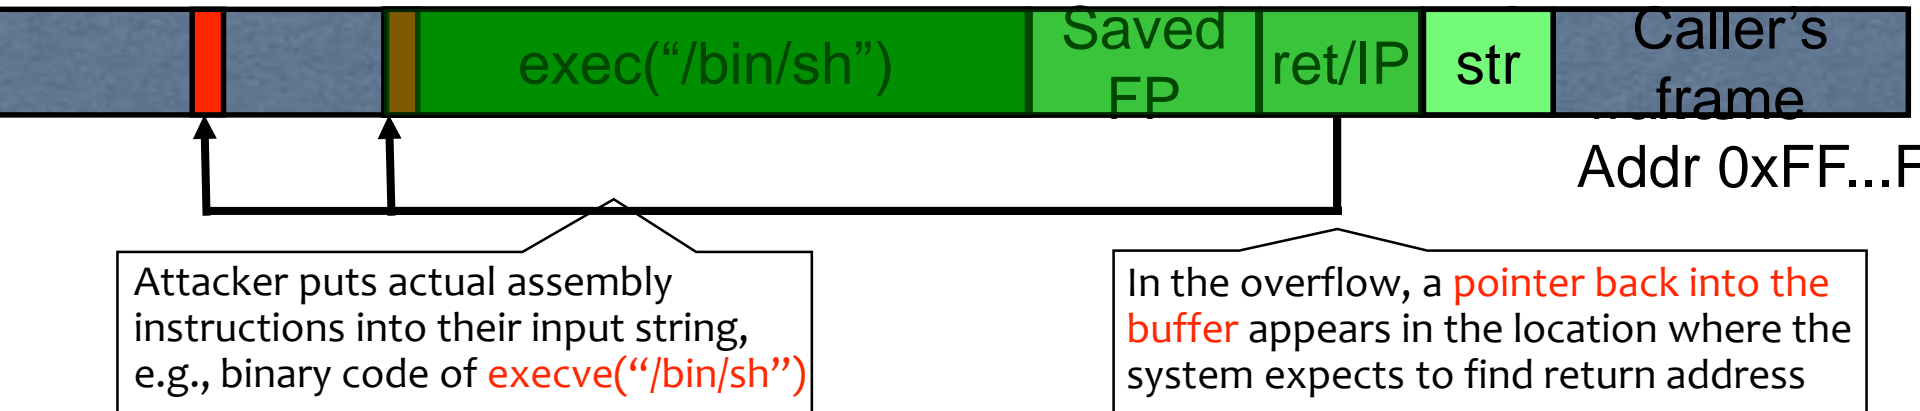 exec(“/bin/sh”)
Saved
FP
ret/IP
str
Caller’s
frame
Addr 0xFF...F
Attacker puts actual assembly
instructions into their input string,
e.g., binary code of execve(“/bin/sh”)
In the overflow, a pointer back into the
buffer appears in the location where the
system expects to find return address